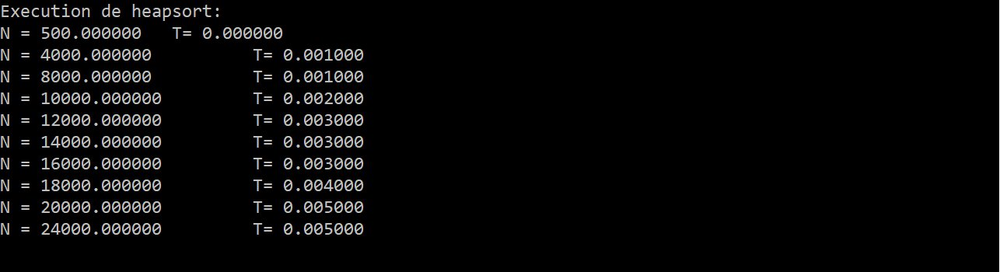 Execution de heapsort:
N = 500.000000   T= 0.000000
N = 4000.000000          T= 0.001000
N = 8000.000000          T= 0.001000
N = 10000.000000         T= 0.002000
N = 12000.000000         T= 0.003000
N = 14000.000000         T= 0.003000
N = 16000.000000         T= 0.003000
N = 18000.000000         T= 0.004000
N = 20000.000000         T= 0.005000
N = 24000.000000         T= 0.005000